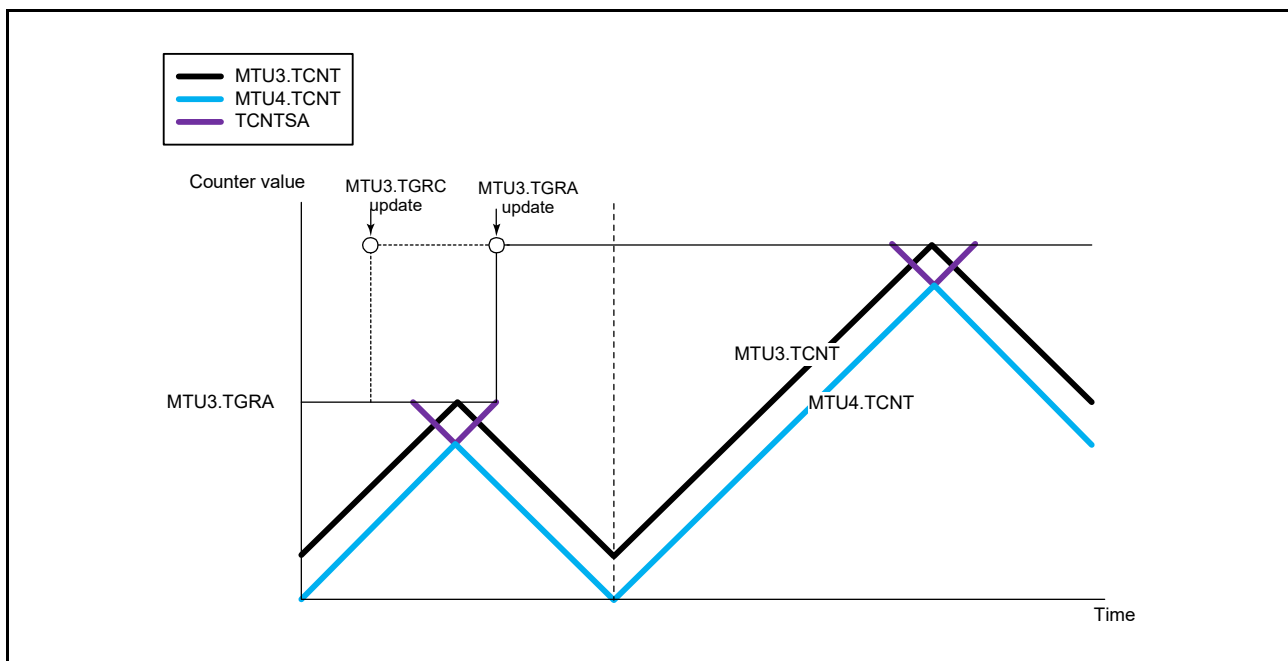 MTU3.TCNT
MTU4.TCNT
TCNTSA
Counter value
MTU3.TGRC
update
MTU3.TGRA
update
MTU3.TCNT
MTU4.TCNT
MTU3.TGRA
Time